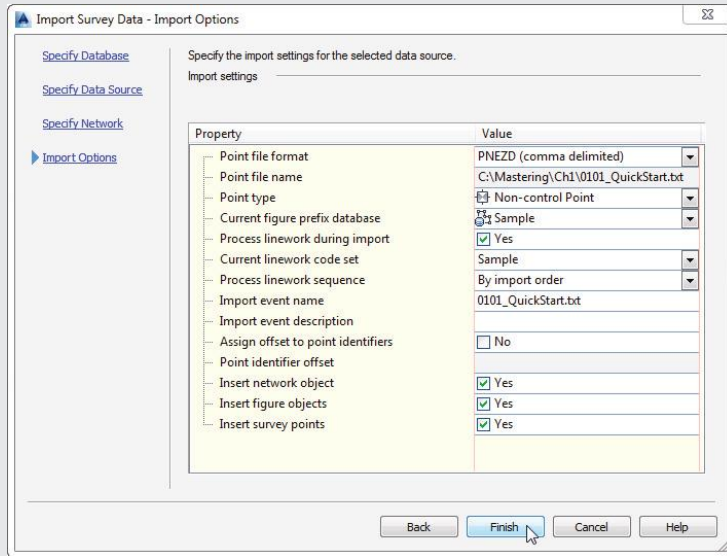 Import Survey Data - Import Options
Specify Database
Specify Data Source
Specify Network
Import Options
Specify the import settings for the selected data source.
Import settings
Property Value
Point file format PNEZD (comma delimited)
Point file name C:\Mastering\Ch1\0101_QuickStart.txt
Point type Non-control Point
Current figure prefix database Sample
Process linework during import Yes
Current linework code set Sample
Process linework sequence By import order
Import event name 0101_QuickStart.txt
Import event description
Assign offset to point identifiers No
Point identifier offset
Insert network object Yes
Insert figure objects Yes
Insert survey points Yes
Back Finish Cancel Help